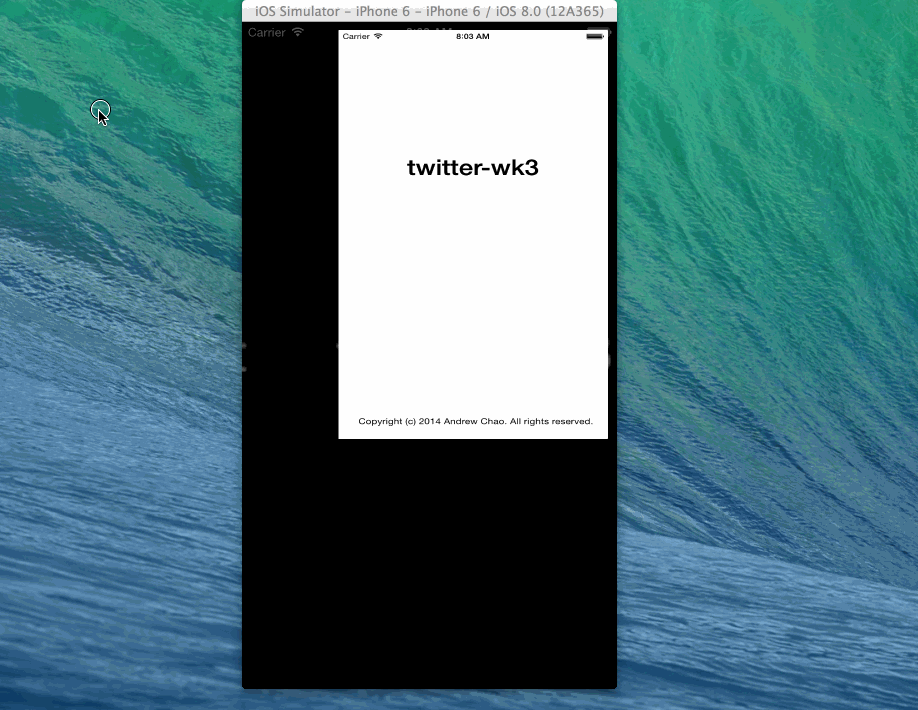 iOS Simulator - iPhone 6 - iPhone 6 / iOS 8.0 (12A365)
Carrier
Carrier 8:03 AM
twitter-wk3
Copyright (c) 2014 Andrew Chao. All rights reserved.